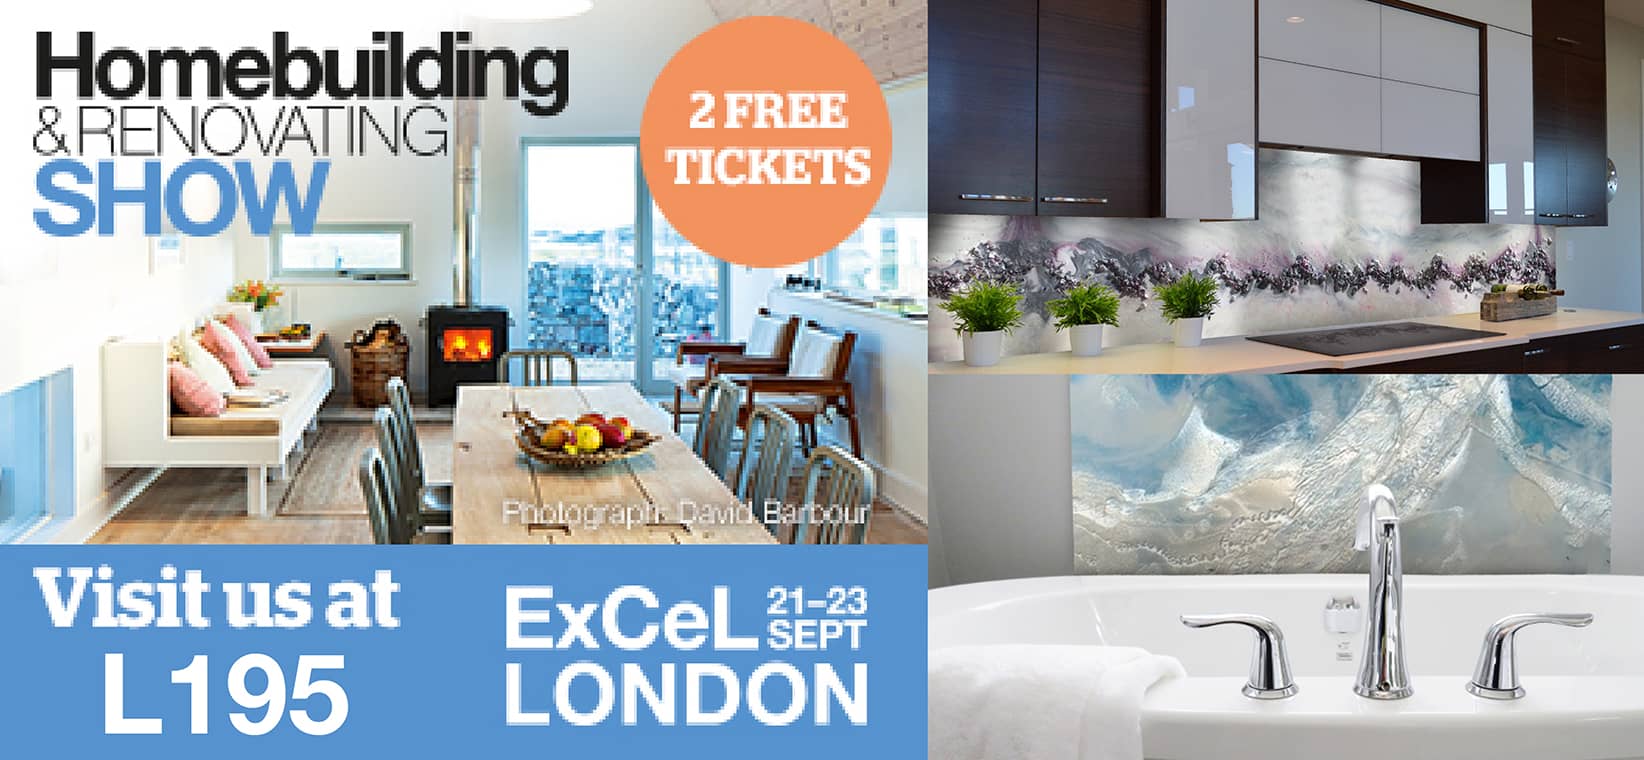 Homebuilding
&RENOVATING
SHOW
2 FREE
TICKETS
Photograph: David Barbour
Visit us at
L195
ExCeL 21–23 SEPT
LONDON